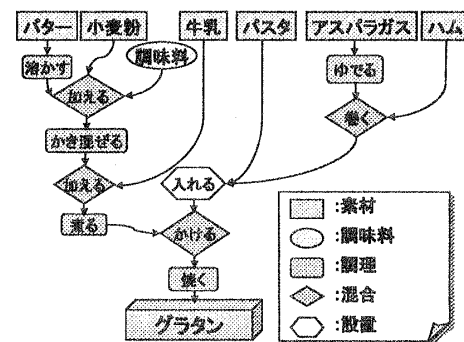 バター 小麦粉 牛乳 パスタ アスパラガス ハム
溶かす 調味料 ゆでる
加える 巻く
かき混ぜる
加える 入れる
煮る かける
焼く
グラタン
:素材
:調味料
:調理
:混合
:設置